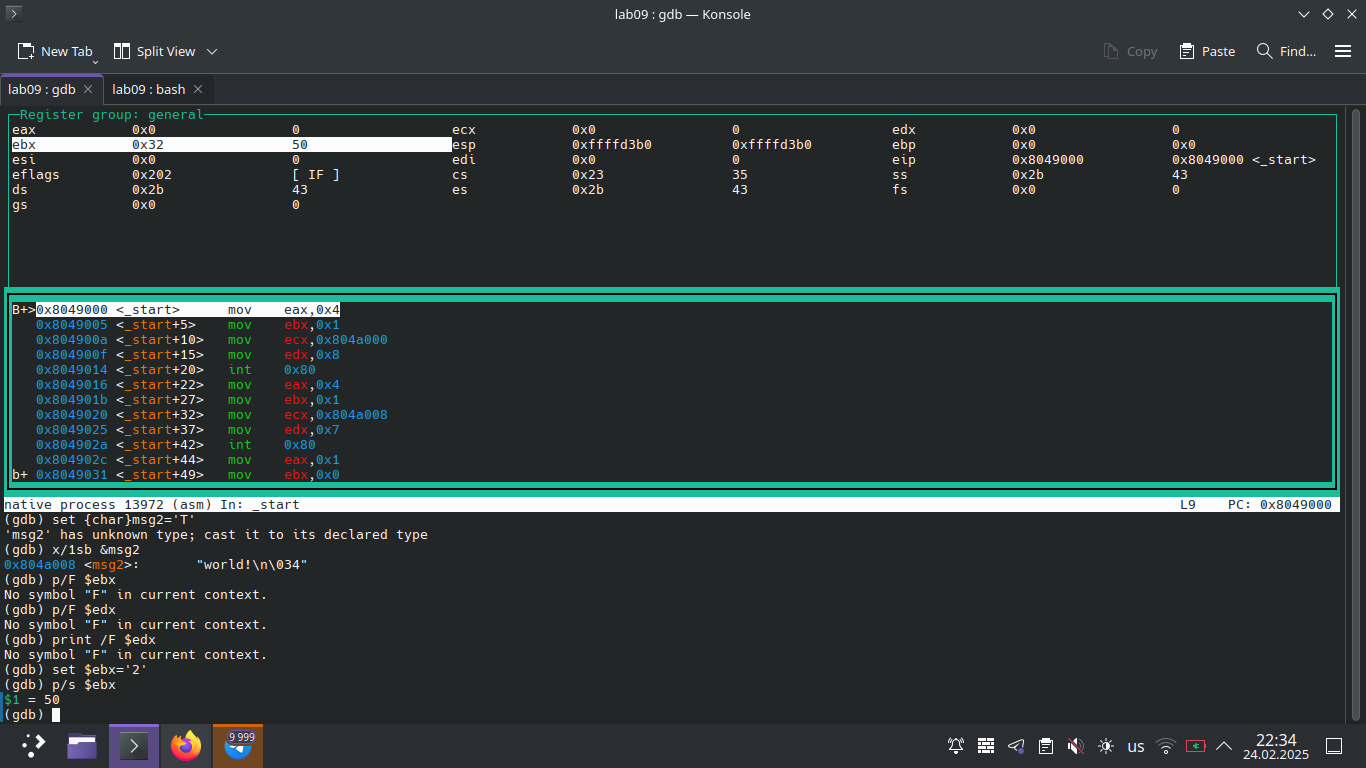 lab09 : gdb — Konsole
New Tab Split View Copy Paste Find...
lab09 : gdb lab09 : bash
Register group: general
eax 0x0 0 ecx 0x0 0 edx 0x0 0
ebx 0x32 50 esp 0xffffd3b0 0xffffd3b0 ebp 0x0 0x0
esi 0x0 0 edi 0x0 0 eip 0x8049000 0x8049000 <_start>
eflags 0x202 [ IF ] cs 0x23 35 ss 0x2b 43
ds 0x2b 43 es 0x2b 43 fs 0x0 0
gs 0x0 0
B+>0x8049000 <_start> mov eax,0x4
0x8049005 <_start+5> mov ebx,0x1
0x804900a <_start+10> mov ecx,0x804a000
0x804900f <_start+15> mov edx,0x8
0x8049014 <_start+20> int 0x80
0x8049016 <_start+22> mov eax,0x4
0x804901b <_start+27> mov ebx,0x1
0x8049020 <_start+32> mov ecx,0x804a008
0x8049025 <_start+37> mov edx,0x7
0x804902a <_start+42> int 0x80
0x804902c <_start+44> mov eax,0x1
b+ 0x8049031 <_start+49> mov ebx,0x0
native process 13972 (asm) In: _start L9 PC: 0x8049000
(gdb) set {char}msg2='T'
'msg2' has unknown type; cast it to its declared type
(gdb) x/1sb &msg2
0x804a008 <msg2>: "world!\n\034"
(gdb) p/F $ebx
No symbol "F" in current context.
(gdb) p/F $edx
No symbol "F" in current context.
(gdb) print /F $edx
No symbol "F" in current context.
(gdb) set $ebx='2'
(gdb) p/s $ebx
$1 = 50
(gdb)
9 999
us
22:34
24.02.2025